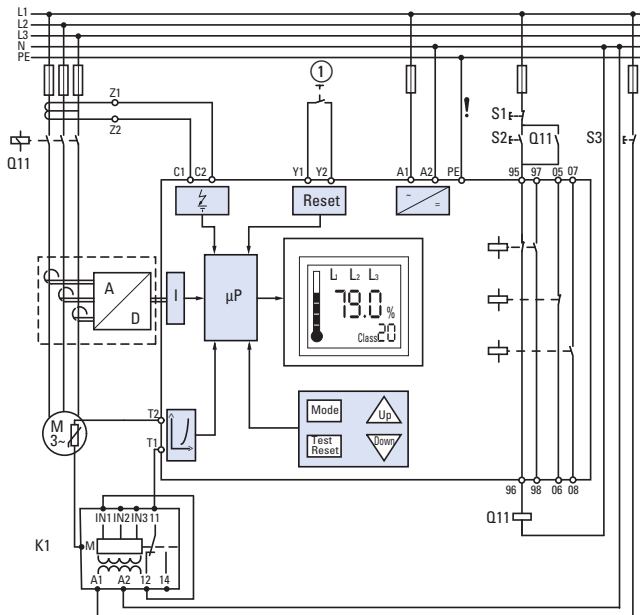 L1
L2
L3
N
PE
Z1
Z2
1
!
S1
S2
Q11
S3
Q11
C1 C2
Y1 Y2
A1 A2 PE
95 97 05 07
Reset
~
=
A
D
I
µP
L1 L2 L3
79.0 %
Class 20
M
3~
T2
T1
Mode
Up
Test
Reset
Down
96 98 06 08
Q11
K1
IN1 IN2 IN3 11
M
A1 A2 12 14